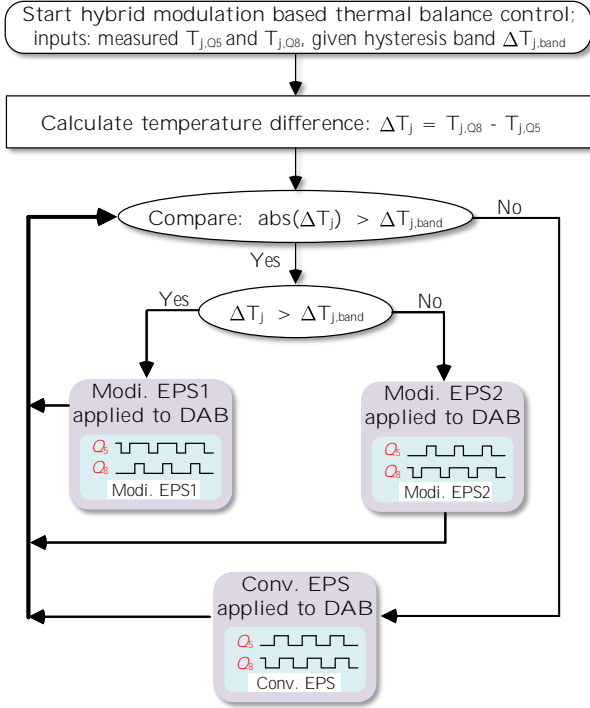 Start hybrid modulation based thermal balance control;
inputs: measured Tj,Q5 and Tj,Q8, given hysteresis band ΔTj,band
Calculate temperature difference: ΔTj = Tj,Q8 - Tj,Q5
Compare: abs(ΔTj) > ΔTj,band
No
Yes
ΔTj > ΔTj,band
Yes
No
Modi. EPS1
applied to DAB
Q5
Q8
Modi. EPS1
Modi. EPS2
applied to DAB
Q5
Q8
Modi. EPS2
Conv. EPS
applied to DAB
Q5
Q8
Conv. EPS